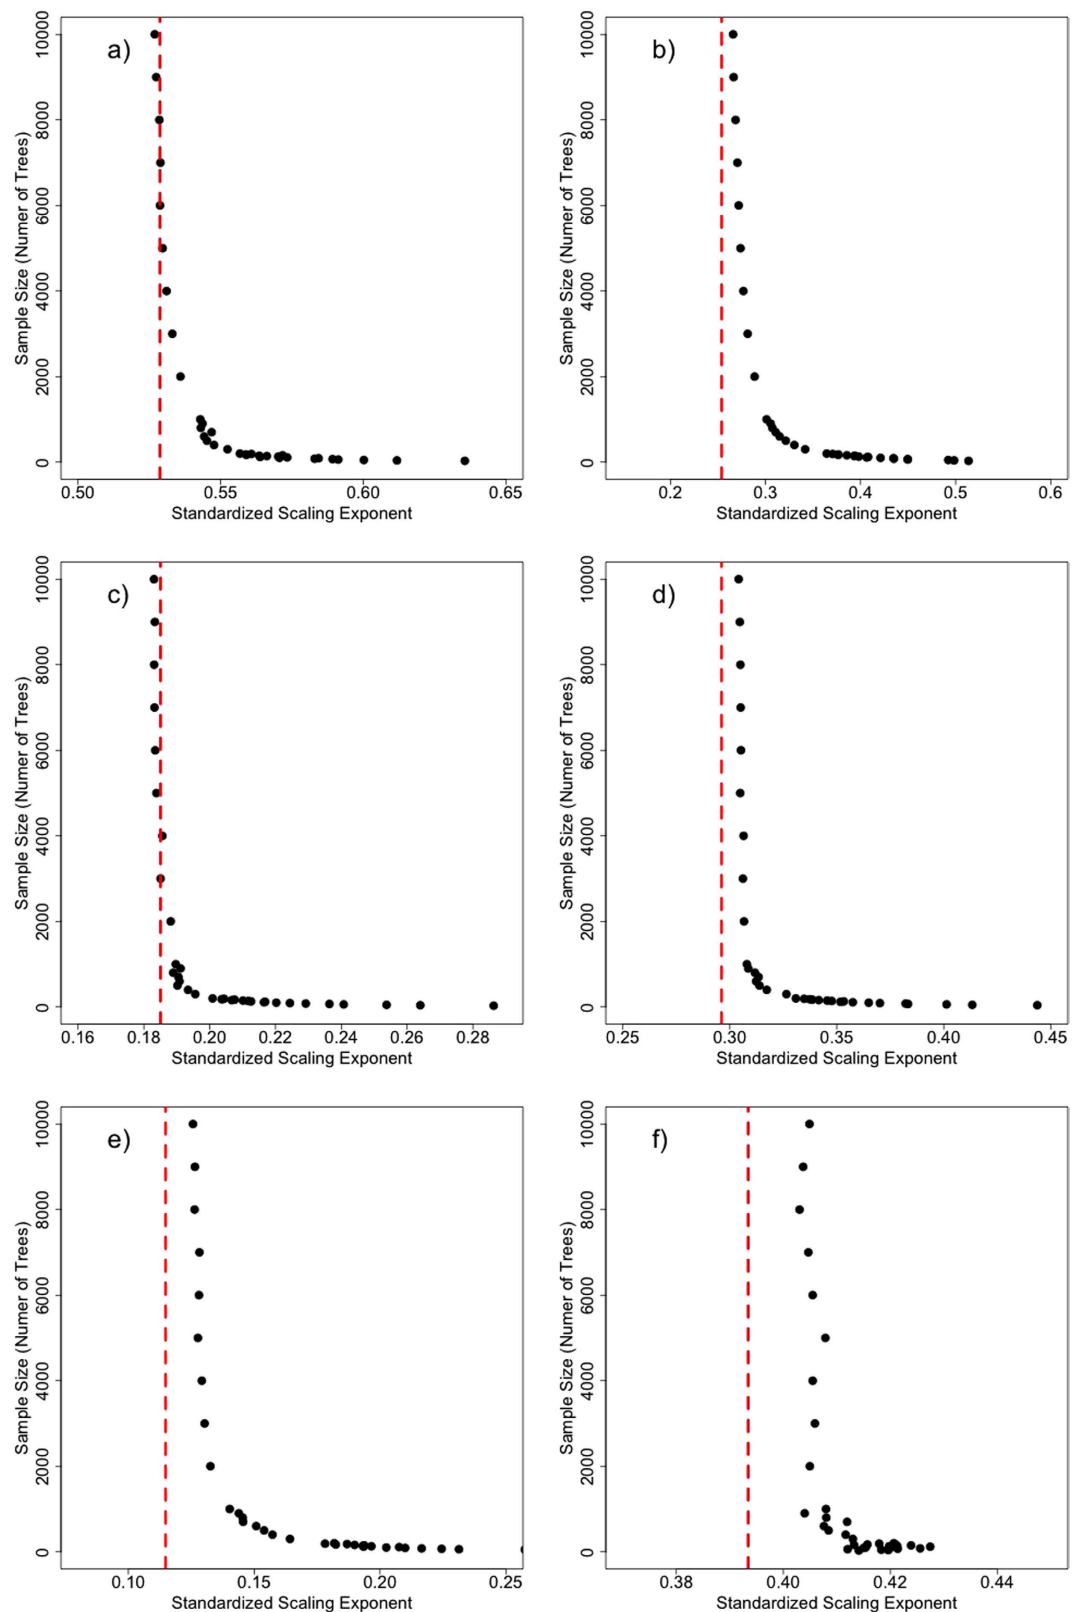 a)
Sample Size (Numer of Trees)
0 2000 4000 6000 8000 10000
0.50 0.55 0.60 0.65
Standardized Scaling Exponent
b)
Sample Size (Numer of Trees)
0 2000 4000 6000 8000 10000
0.2 0.3 0.4 0.5 0.6
Standardized Scaling Exponent
c)
Sample Size (Numer of Trees)
0 2000 4000 6000 8000 10000
0.16 0.18 0.20 0.22 0.24 0.26 0.28
Standardized Scaling Exponent
d)
Sample Size (Numer of Trees)
0 2000 4000 6000 8000 10000
0.25 0.30 0.35 0.40 0.45
Standardized Scaling Exponent
e)
Sample Size (Numer of Trees)
0 2000 4000 6000 8000 10000
0.10 0.15 0.20 0.25
Standardized Scaling Exponent
f)
Sample Size (Numer of Trees)
0 2000 4000 6000 8000 10000
0.38 0.40 0.42 0.44
Standardized Scaling Exponent